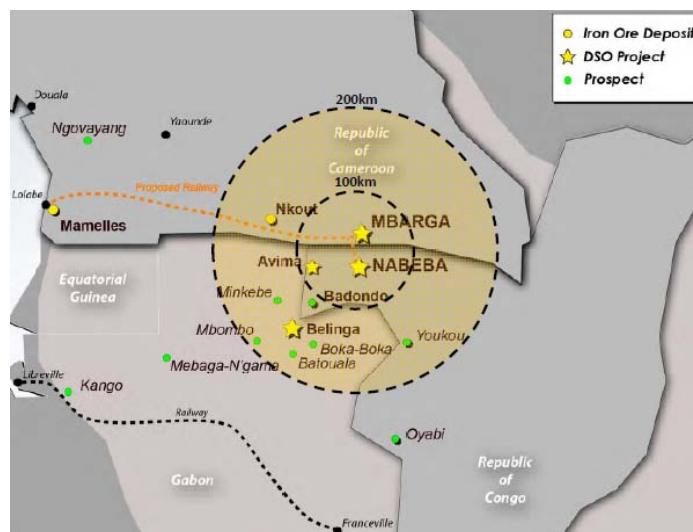 Iron Ore Deposit
DSO Project
Prospect
Douala
Ngovayang
Yaounde
200km
Republic
of
Cameroon
100km
Proposed Railway
Lolabe
Mamelles
Nkout
MBARGA
Avima
NABEBA
Equatorial
Guinea
Minkebe
Badondo
Belinga
Mbombo
Boka-Boka
Youkou
Batouala
Mebaga-N'gama
Libreville
Kango
Railway
Oyabi
Gabon
Republic
of
Congo
Franceville